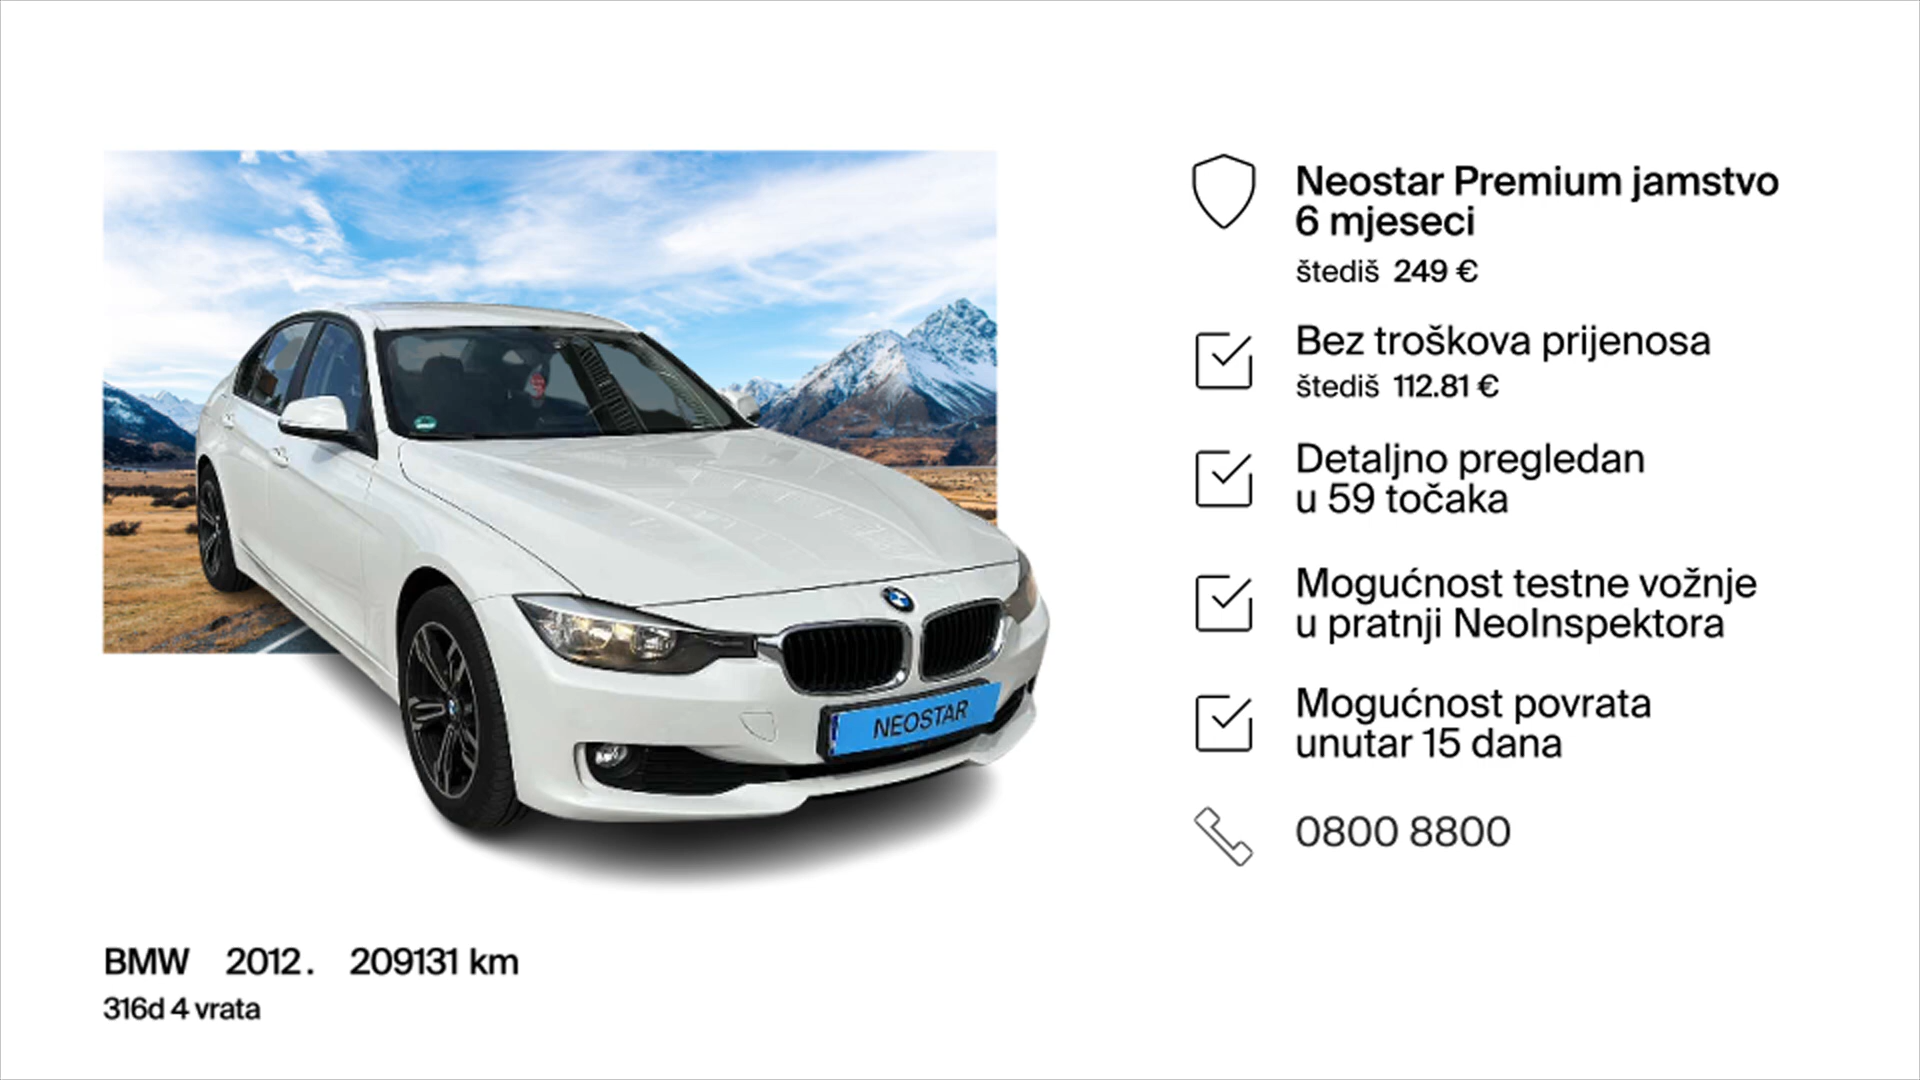 Neostar Premium jamstvo
6 mjeseci
štediš 249 €
Bez troškova prijenosa
štediš 112.81 €
Detaljno pregledan
u 59 točaka
Mogućnost testne vožnje
u pratnji NeoInspektora
Mogućnost povrata
unutar 15 dana
0800 8800
NEOSTAR
BMW 2012. 209131 km
316d 4 vrata